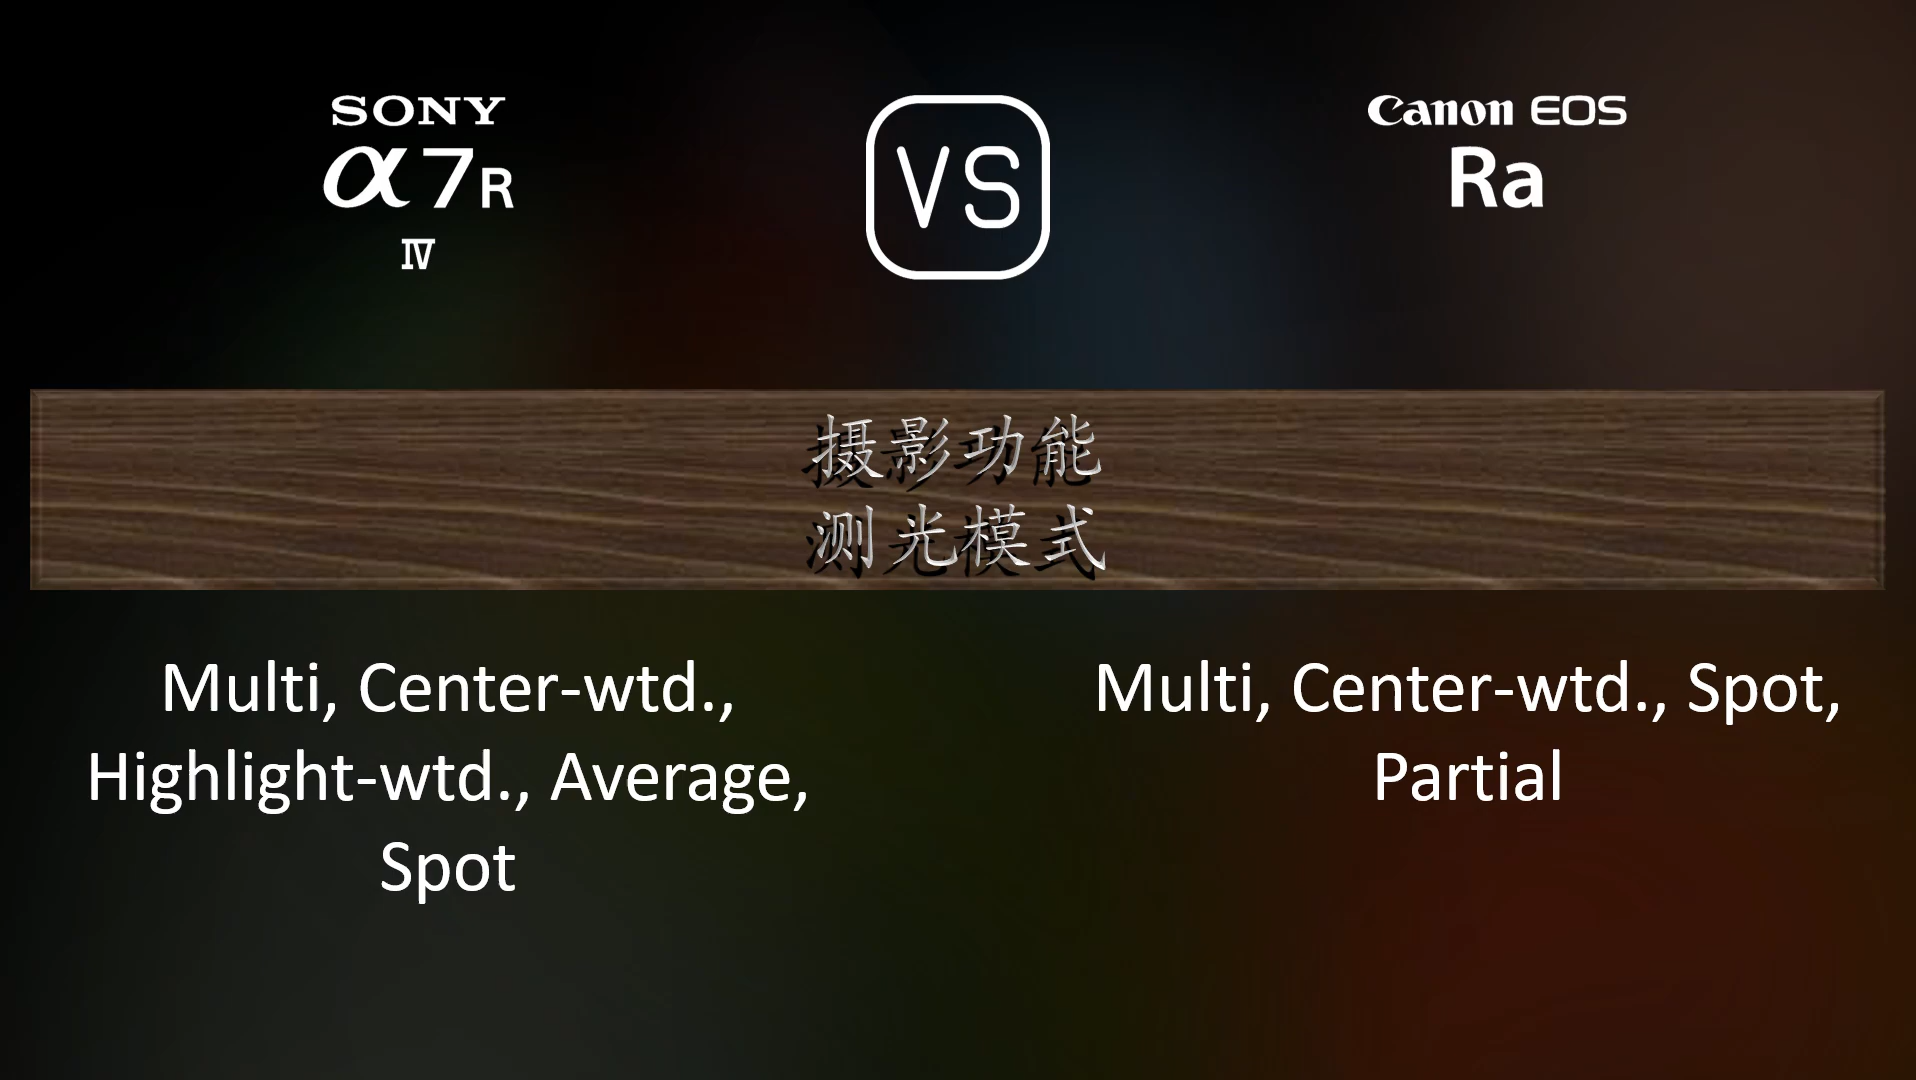 SONY
α7R
IV
VS
Canon EOS
Ra
摄影功能
测光模式
Multi, Center-wtd.,
Highlight-wtd., Average,
Spot
Multi, Center-wtd., Spot,
Partial